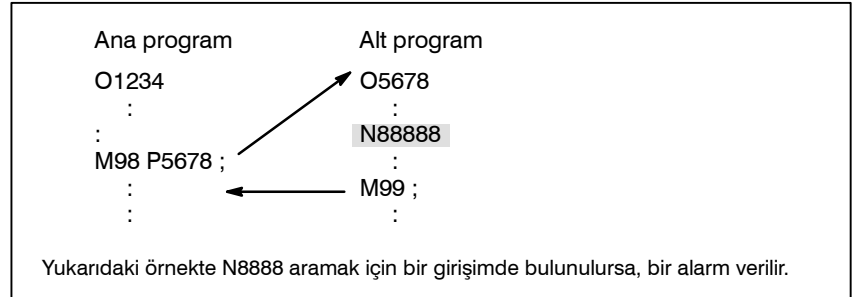 Ana program Alt program
O1234 O5678
: :
: N88888
M98 P5678 ; :
: M99 ;
: :
Yukarıdaki örnekte N8888 aramak için bir girişimde bulunulursa, bir alarm verilir.